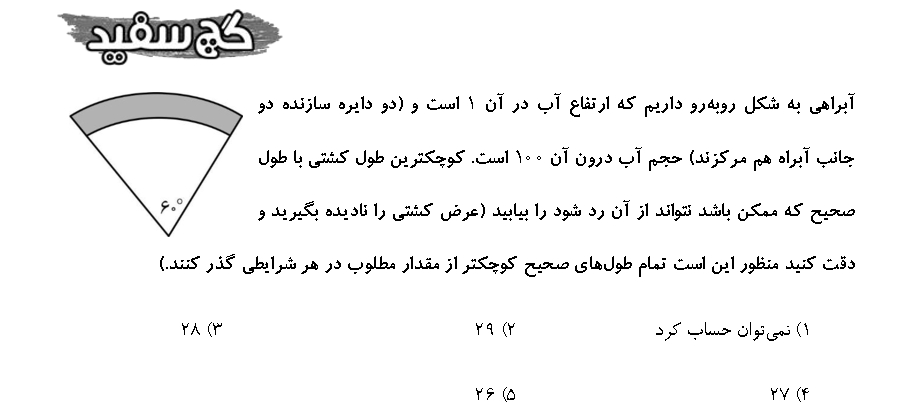 گچ سفید
آبراهی به شکل روبه‌رو داریم که ارتفاع آب در آن ۱ است و (دو دایره سازنده دو
جانب آبراه هم مرکزند) حجم آب درون آن ۱۰۰ است. کوچکترین طول کشتی با طول
صحیح که ممکن باشد نتواند از آن رد شود را بیابید (عرض کشتی را نادیده بگیرید و
دقت کنید منظور این است تمام طول‌های صحیح کوچکتر از مقدار مطلوب در هر شرایطی گذر کنند.)
۶۰°
۱) نمی‌توان حساب کرد ۲) ۲۹ ۳) ۲۸
۴) ۲۷ ۵) ۲۶